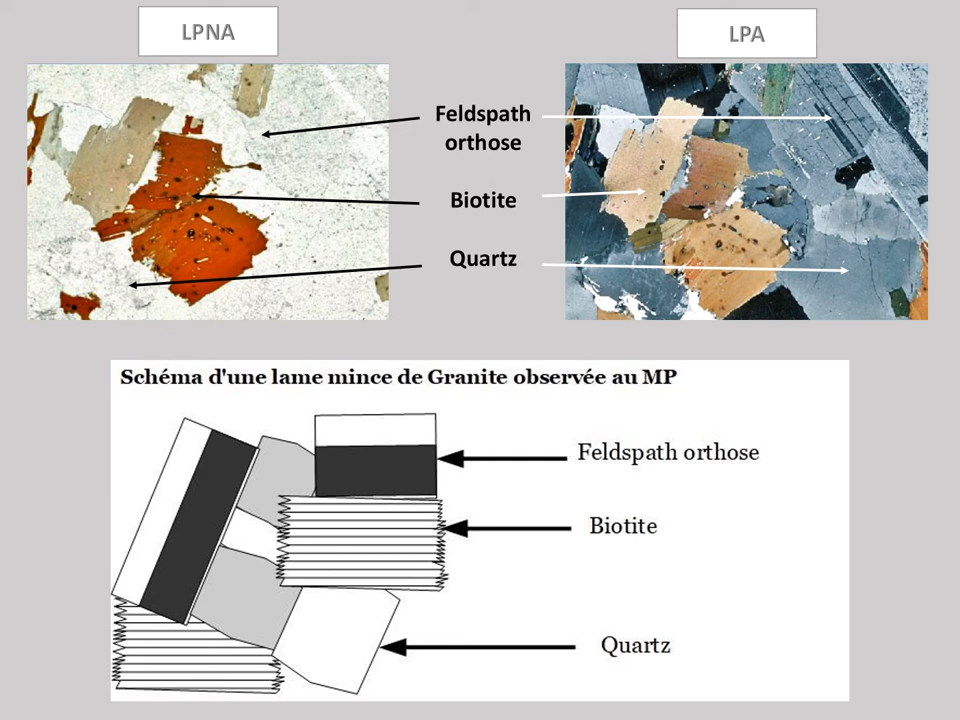 LPNA
LPA
Feldspath
orthose
Biotite
Quartz
Schéma d'une lame mince de Granite observée au MP
Feldspath orthose
Biotite
Quartz